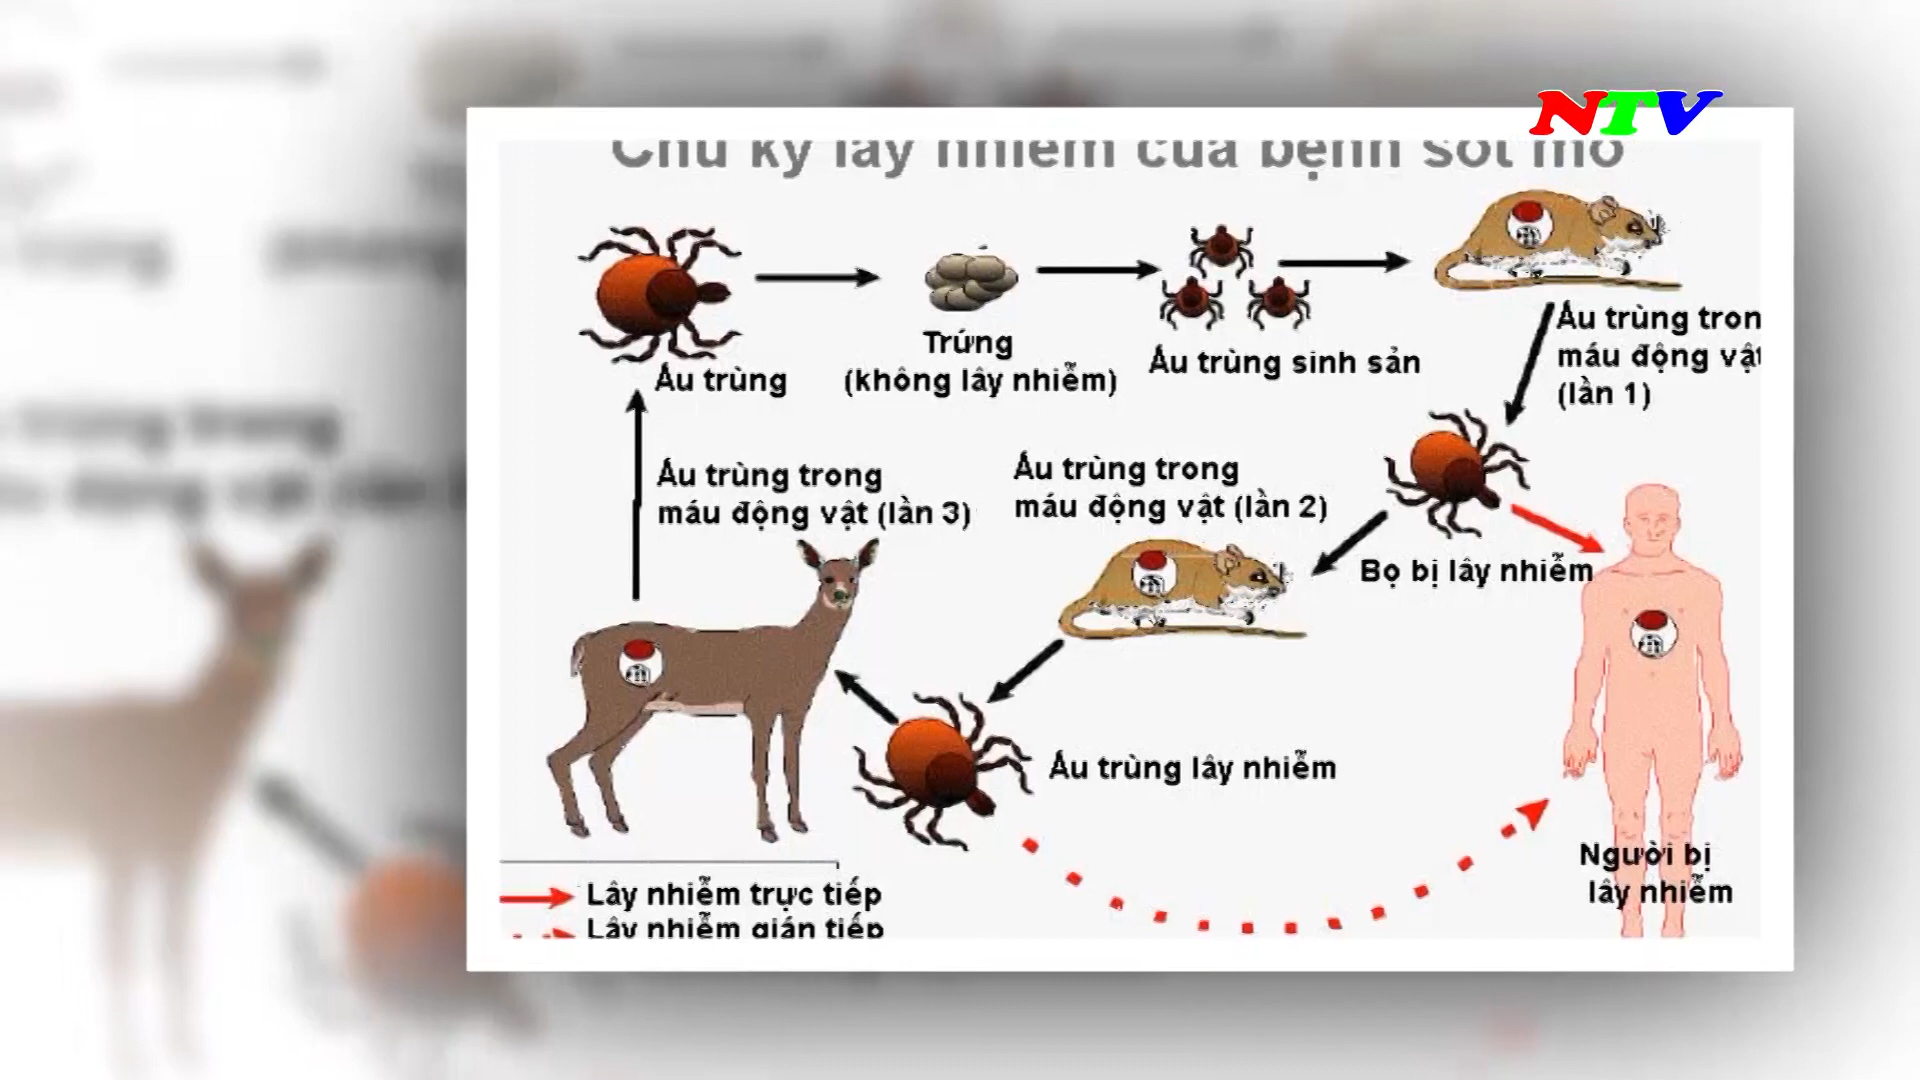 NTV
Chu kỳ lây nhiễm của bệnh sốt mò
Ấu trùng
Trứng
(không lây nhiễm)
Ấu trùng sinh sản
Ấu trùng tron
máu động vật
(lần 1)
Ấu trùng trong
máu động vật (lần 3)
Ấu trùng trong
máu động vật (lần 2)
Bọ bị lây nhiễm
Ấu trùng lây nhiễm
Người bị
lây nhiễm
Lây nhiễm trực tiếp
Lây nhiễm gián tiếp